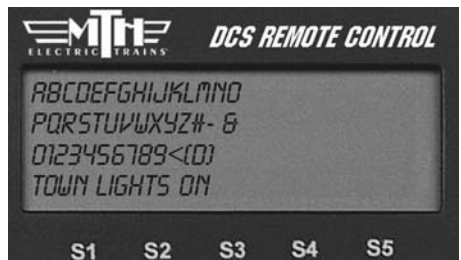 MTH
ELECTRIC TRAINS
DCS REMOTE CONTROL
ABCDEFGHIJKLMNO
PQRSTUVWXYZ#- &
0123456789<(0)
TOWN LIGHTS ON
S1 S2 S3 S4 S5